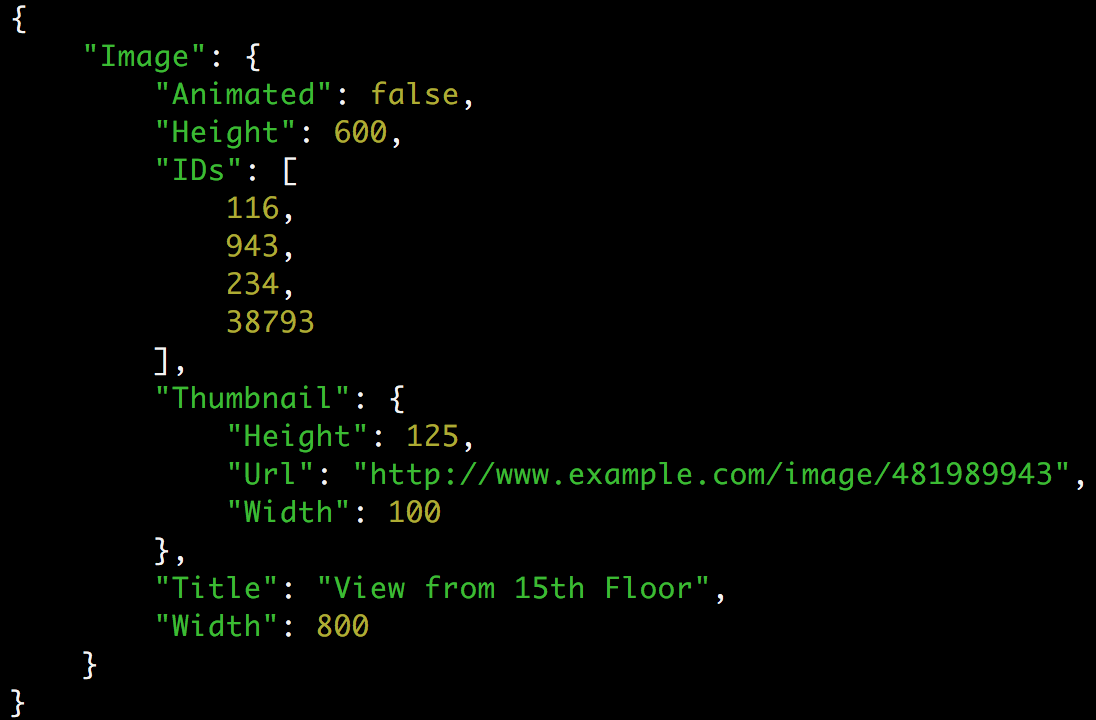 {
    "Image": {
        "Animated": false,
        "Height": 600,
        "IDs": [
            116,
            943,
            234,
            38793
        ],
        "Thumbnail": {
            "Height": 125,
            "Url": "http://www.example.com/image/481989943",
            "Width": 100
        },
        "Title": "View from 15th Floor",
        "Width": 800
    }
}